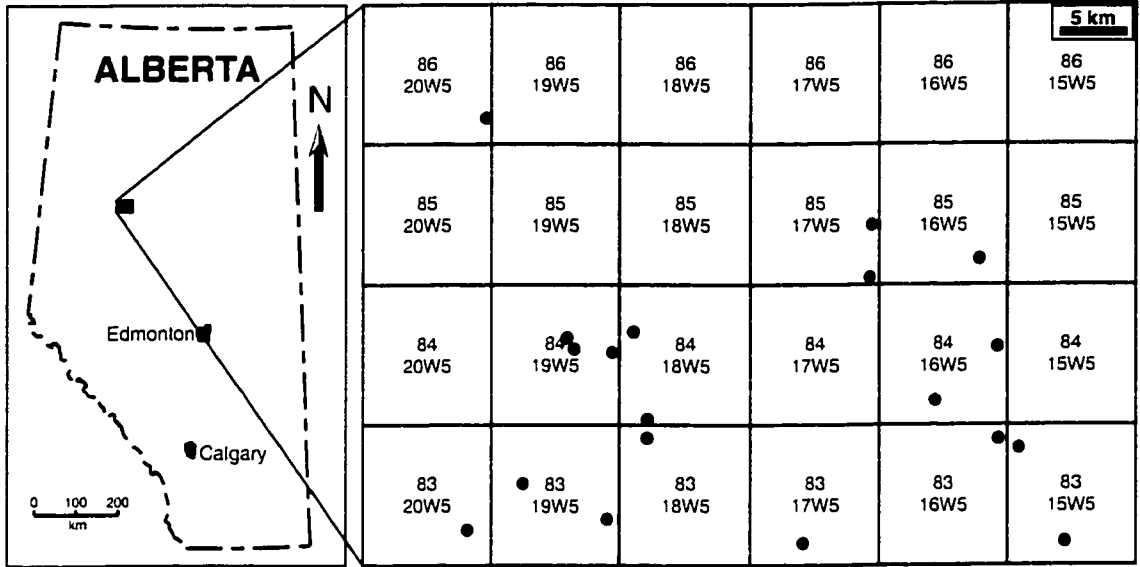 ALBERTA
N
Edmonton
Calgary
0 100 200
km
5 km
86 86 86 86 86 86
20W5 19W5 18W5 17W5 16W5 15W5
85 85 85 85 85 85
20W5 19W5 18W5 17W5 16W5 15W5
84 84 84 84 84 84
20W5 19W5 18W5 17W5 16W5 15W5
83 83 83 83 83 83
20W5 19W5 18W5 17W5 16W5 15W5